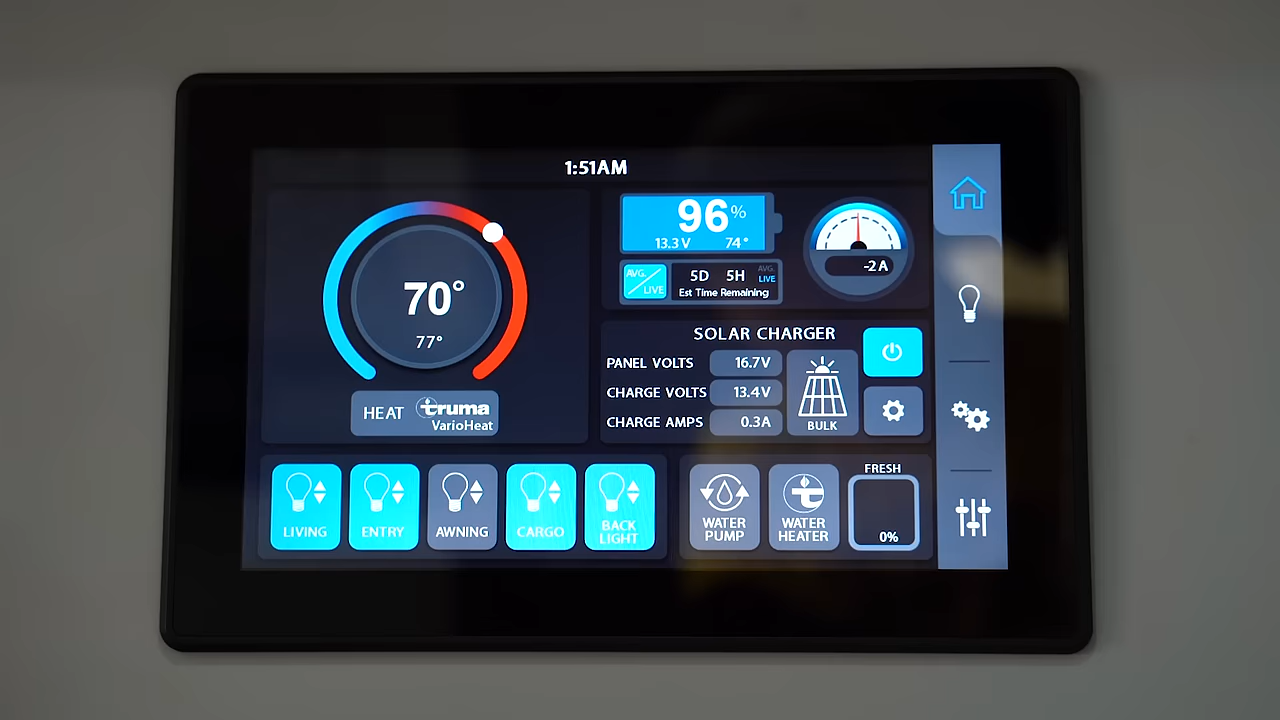 1:51AM
70°
77°
HEAT truma
VarioHeat
96%
13.3 V 74°
AVG. LIVE
5D 5H AVG. LIVE
Est Time Remaining
-2 A
SOLAR CHARGER
PANEL VOLTS 16.7V
CHARGE VOLTS 13.4V
CHARGE AMPS 0.3A
BULK
LIVING
ENTRY
AWNING
CARGO
BACK
LIGHT
WATER
PUMP
WATER
HEATER
FRESH
0%